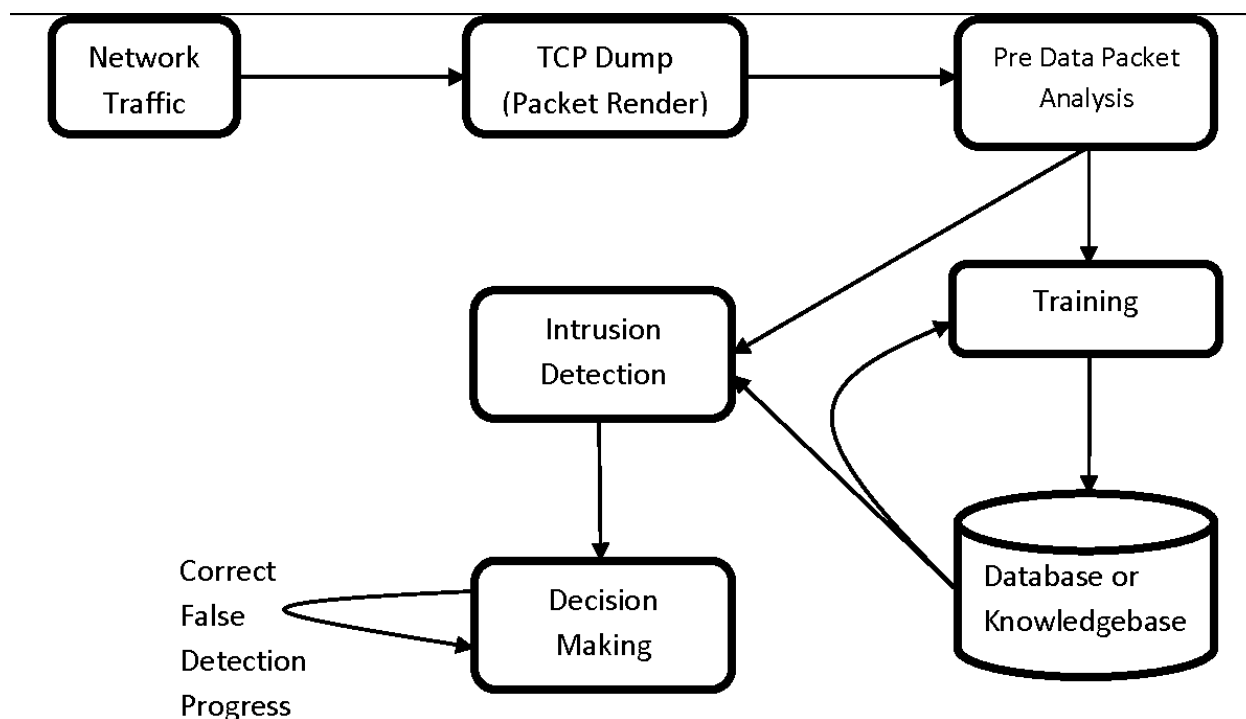 Network
Traffic
TCP Dump
(Packet Render)
Pre Data Packet
Analysis
Training
Intrusion
Detection
Database or
Knowledgebase
Decision
Making
Correct
False
Detection
Progress